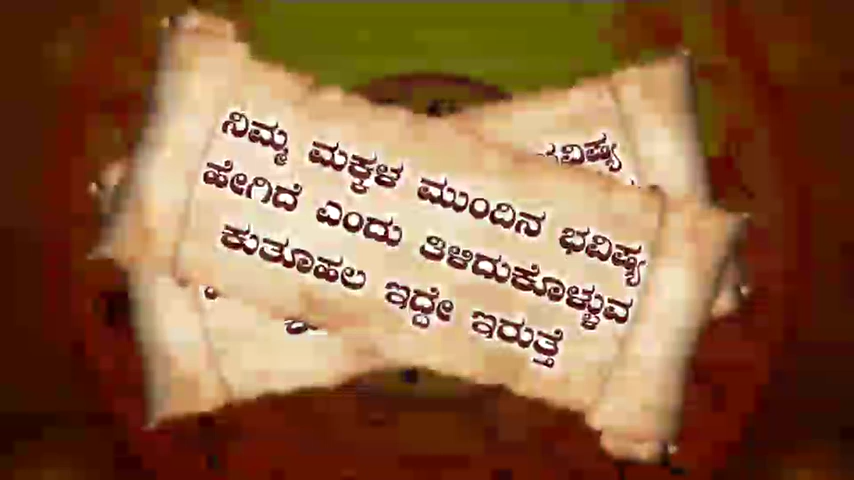 ನಿಮ್ಮ ಮಕ್ಕಳ ಮುಂದಿನ ಭವಿಷ್ಯ
ಹೇಗಿದೆ ಎಂದು ತಿಳಿದುಕೊಳ್ಳುವ
ಕುತೂಹಲ ಇದ್ದೇ ಇರುತ್ತೆ